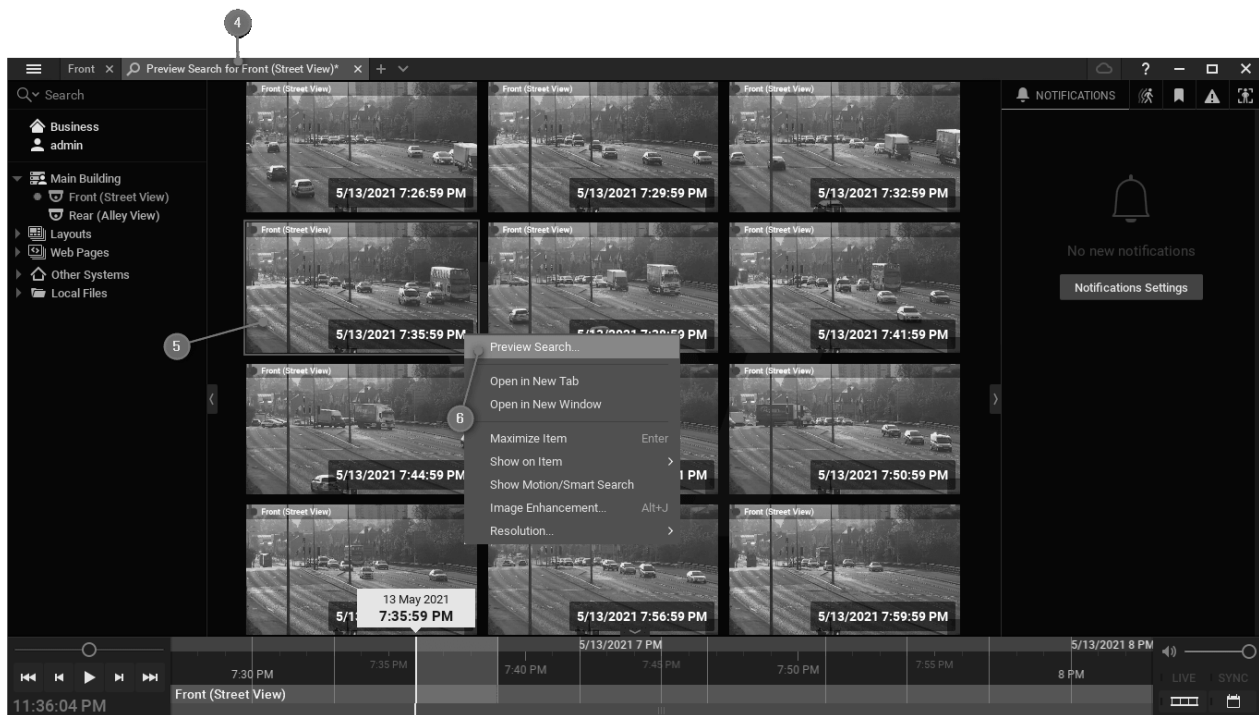 4
Front × Preview Search for Front (Street View)* × +
?
Search
NOTIFICATIONS
Business
admin
Main Building
Front (Street View)
Rear (Alley View)
Layouts
Web Pages
Other Systems
Local Files
Front (Street View) Front (Street View) Front (Street View)
5/13/2021 7:26:59 PM 5/13/2021 7:29:59 PM 5/13/2021 7:32:59 PM
Front (Street View) Front (Street View) Front (Street View)
5/13/2021 7:35:59 PM 5/13/2021 7:38:59 PM 5/13/2021 7:41:59 PM
5
6
Preview Search...
Open in New Tab
Open in New Window
Maximize Item Enter
Show on Item
Show Motion/Smart Search
Image Enhancement... Alt+J
Resolution...
Front (Street View) Front (Street View)
5/13/2021 7:44:59 PM 1 PM 5/13/2021 7:50:59 PM
Front (Street View) Front (Street View) Front (Street View)
5/1 5/13/2021 7:56:59 PM 5/13/2021 7:59:59 PM
No new notifications
Notifications Settings
13 May 2021
7:35:59 PM
5/13/2021 7 PM 5/13/2021 8 PM
7:30 PM 7:35 PM 7:40 PM 7:45 PM 7:50 PM 7:55 PM 8 PM
Front (Street View)
11:36:04 PM
LIVE SYNC